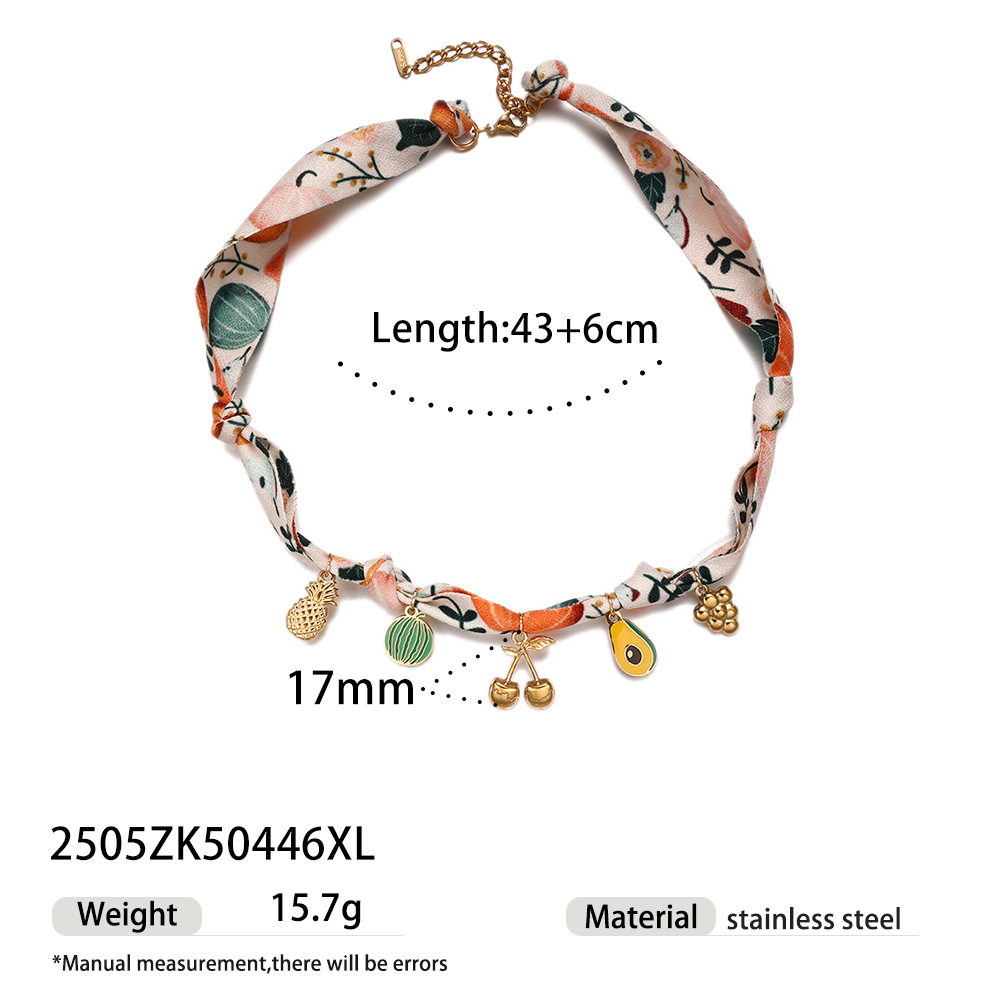 Length:43+6cm
17mm
2505ZK50446XL
Weight 15.7g
Material stainless steel
*Manual measurement,there will be errors